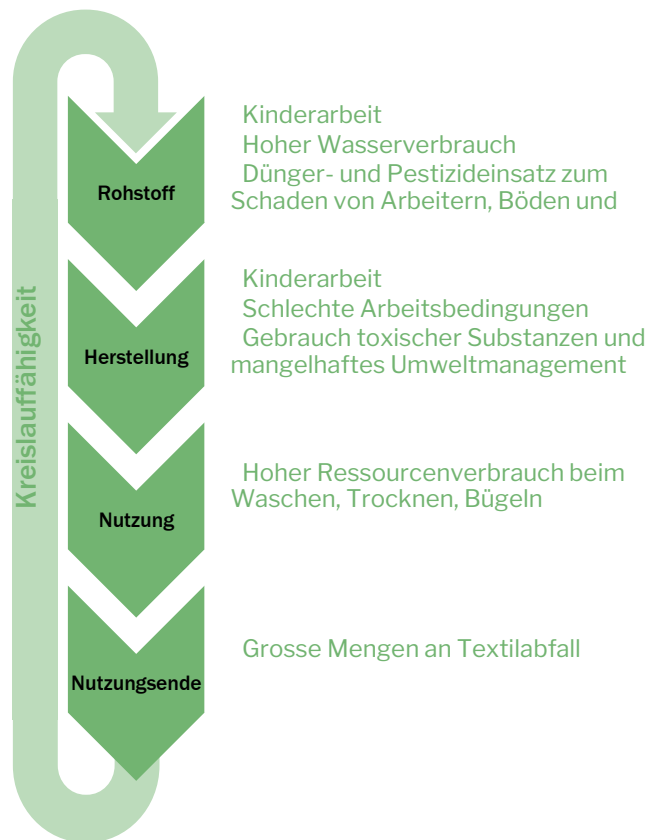 Kreislauffähigkeit
Rohstoff
Kinderarbeit
Hoher Wasserverbrauch
Dünger- und Pestizideinsatz zum
Schaden von Arbeitern, Böden und
Herstellung
Kinderarbeit
Schlechte Arbeitsbedingungen
Gebrauch toxischer Substanzen und
mangelhaftes Umweltmanagement
Nutzung
Hoher Ressourcenverbrauch beim
Waschen, Trocknen, Bügeln
Nutzungsende
Grosse Mengen an Textilabfall